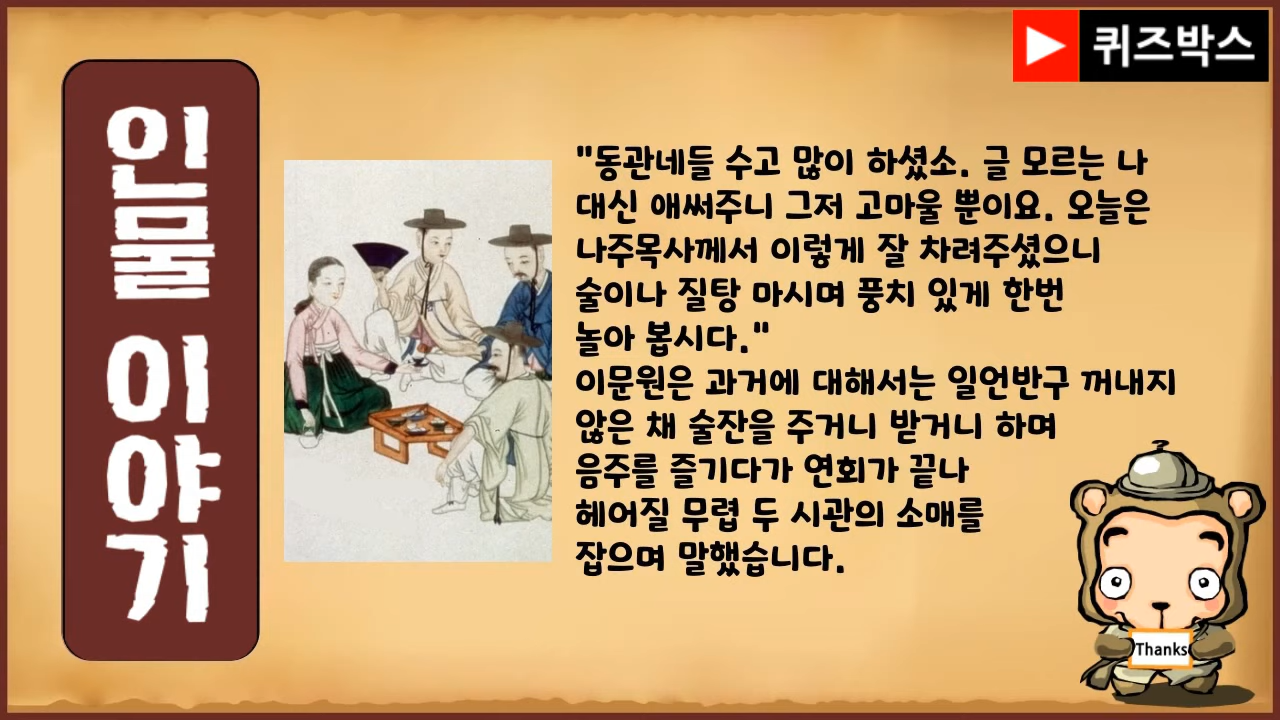 퀴즈박스
인물 이야기
"동관네들 수고 많이 하셨소. 글 모르는 나
대신 애써주니 그저 고마울 뿐이요. 오늘은
나주목사께서 이렇게 잘 차려주셨으니
술이나 질탕 마시며 풍치 있게 한번
놀아 봅시다."
이문원은 과거에 대해서는 일언반구 꺼내지
않은 채 술잔을 주거니 받거니 하며
음주를 즐기다가 연회가 끝나
헤어질 무렵 두 시관의 소매를
잡으며 말했습니다.
Thanks